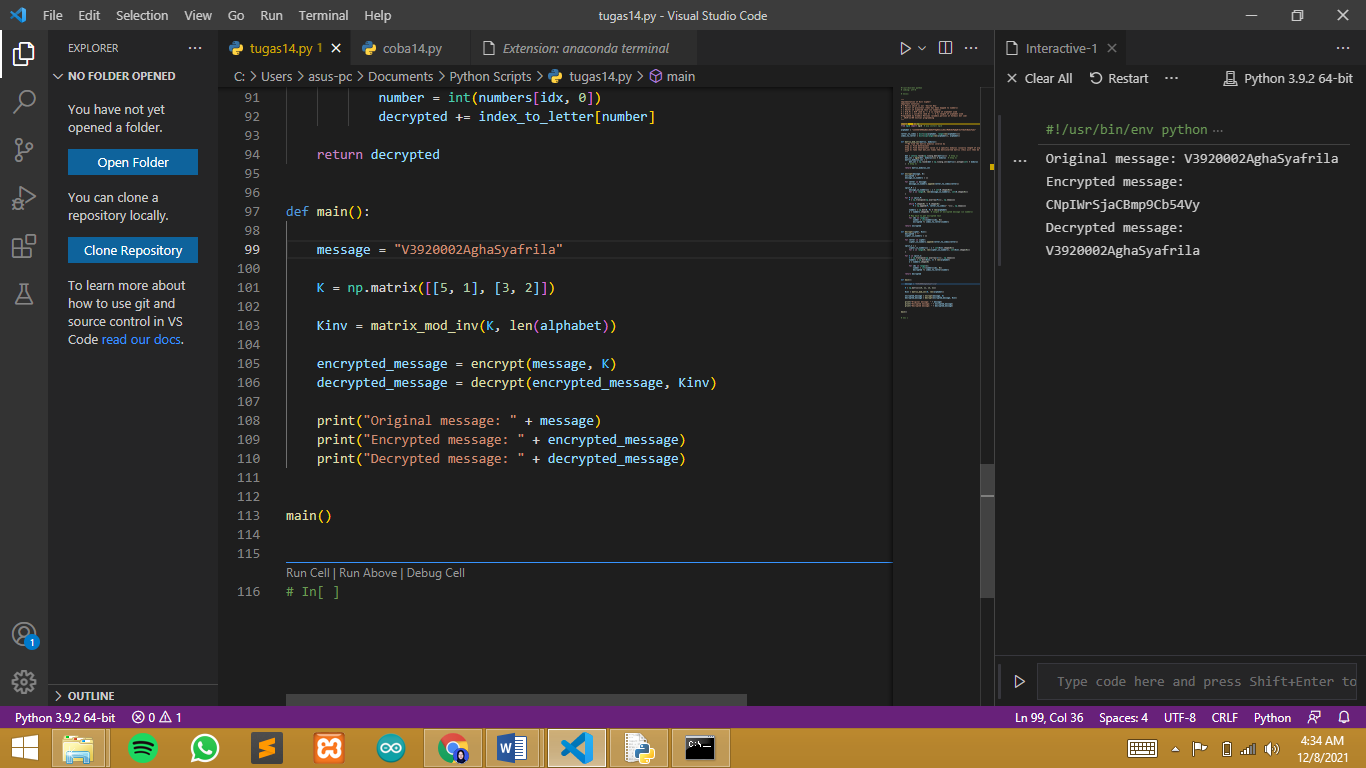 File Edit Selection View Go Run Terminal Help
tugas14.py - Visual Studio Code
EXPLORER
NO FOLDER OPENED
You have not yet
opened a folder.
Open Folder
You can clone a
repository locally.
Clone Repository
To learn more about
how to use git and
source control in VS
Code read our docs.
OUTLINE
tugas14.py 1
coba14.py
Extension: anaconda terminal
C: > Users > asus-pc > Documents > Python Scripts > tugas14.py > main
91 number = int(numbers[idx, 0])
92 decrypted += index_to_letter[number]
93
94 return decrypted
95
96
97 def main():
98
99 message = "V3920002AghaSyafrila"
100
101 K = np.matrix([[5, 1], [3, 2]])
102
103 Kinv = matrix_mod_inv(K, len(alphabet))
104
105 encrypted_message = encrypt(message, K)
106 decrypted_message = decrypt(encrypted_message, Kinv)
107
108 print("Original message: " + message)
109 print("Encrypted message: " + encrypted_message)
110 print("Decrypted message: " + decrypted_message)
111
112
113 main()
114
115
Run Cell | Run Above | Debug Cell
116 # In[ ]
Interactive-1
Clear All Restart ··· Python 3.9.2 64-bit
#!/usr/bin/env python ···
Original message: V3920002AghaSyafrila
Encrypted message:
CNpIWrSjaCBmp9Cb54Vy
Decrypted message:
V3920002AghaSyafrila
Type code here and press Shift+Enter to
1
Python 3.9.2 64-bit 0 1
Ln 99, Col 36 Spaces: 4 UTF-8 CRLF Python
4:34 AM
12/8/2021